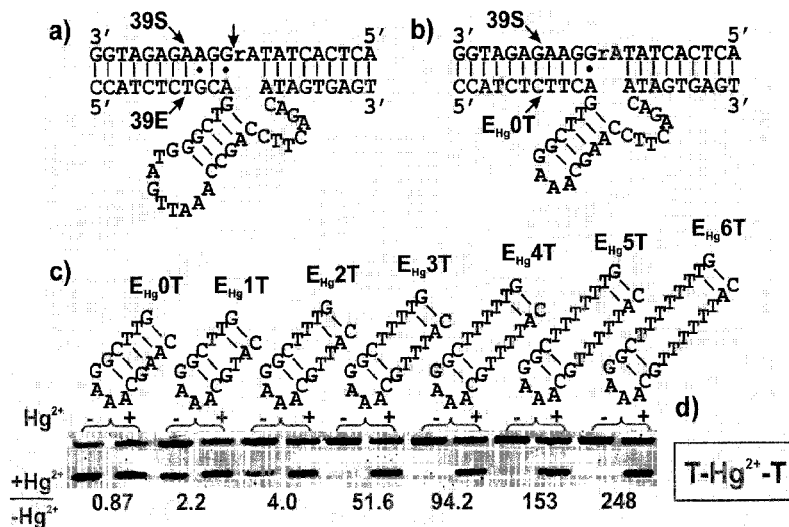 a) 39S
3' 5'
GGTAGAGAAGGrATATCACTCA
CCATCTCTGCA ATAGTGAGT
5' 3'
39E
b) 39S
3' 5'
GGTAGAGAAGGrATATCACTCA
CCATCTCTTCA ATAGTGAGT
5' 3'
EHg0T
c)
EHg0T EHg1T EHg2T EHg3T EHg4T EHg5T EHg6T
Hg2+ - + - + - + - + - + - + - +
+Hg2+
-Hg2+
0.87 2.2 4.0 51.6 94.2 153 248
d)
T-Hg2+-T